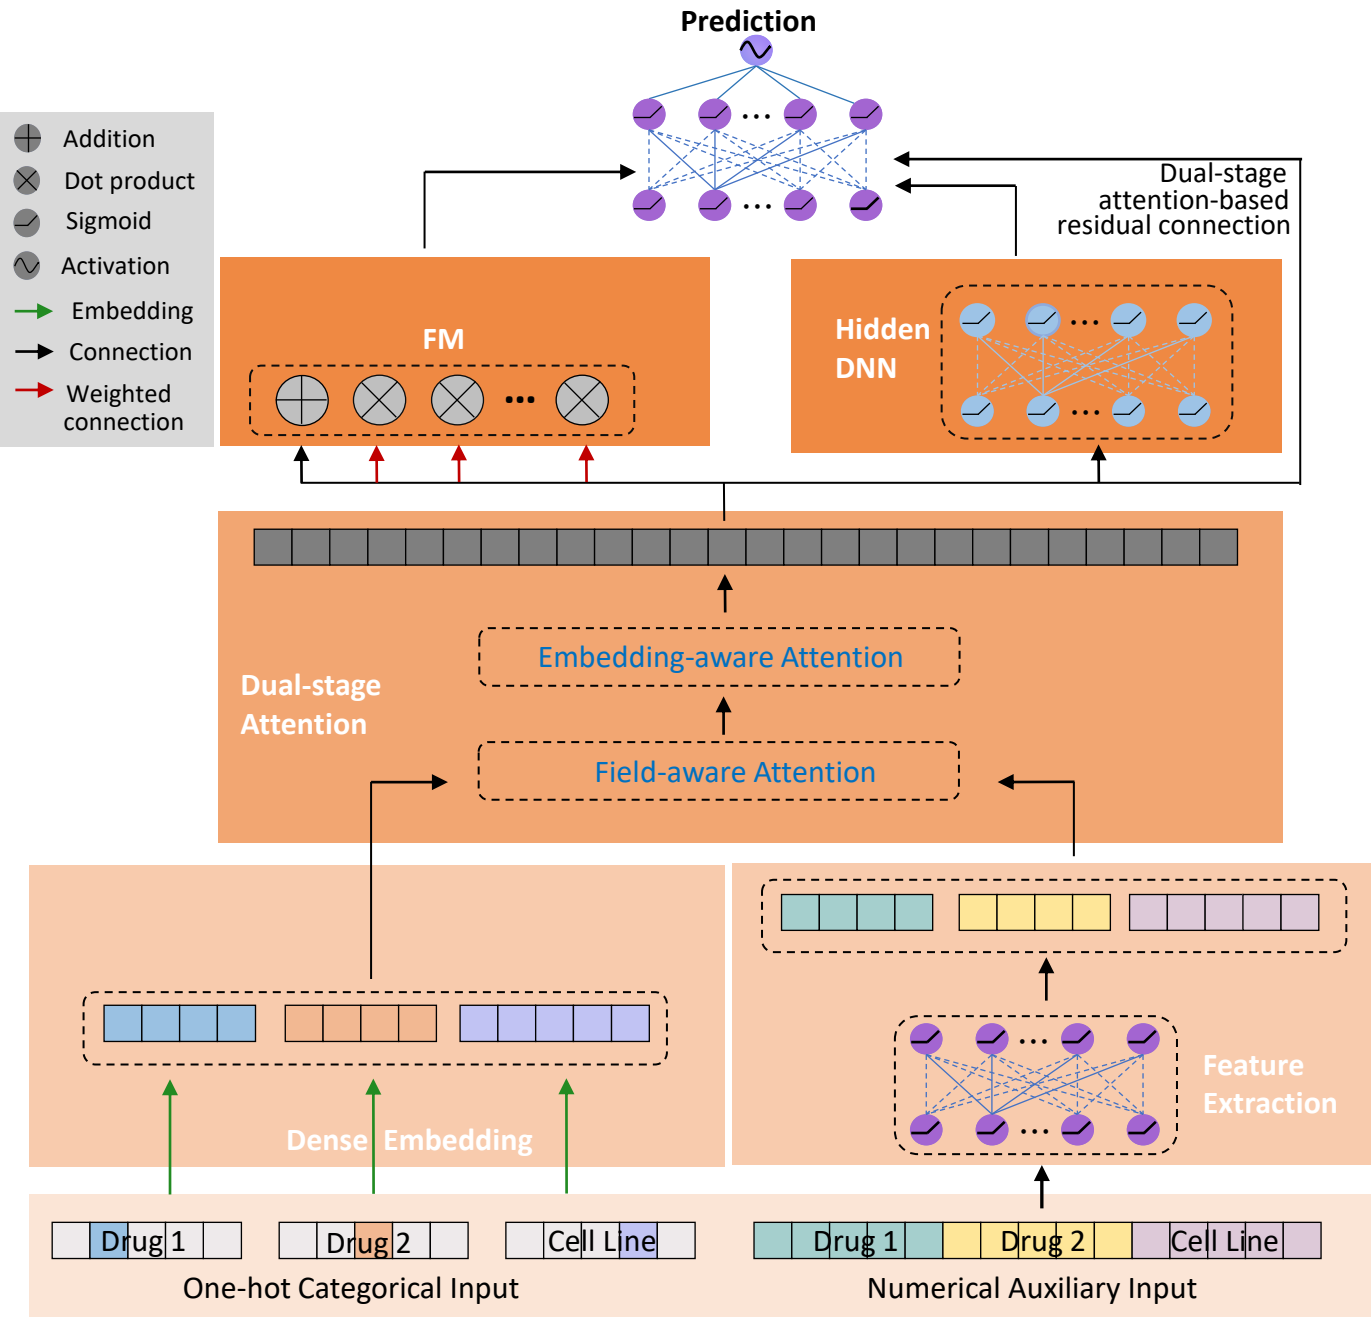 Prediction
Addition
Dot product
Sigmoid
Activation
Embedding
Connection
Weighted
connection
Dual-stage
attention-based
residual connection
FM
Hidden
DNN
Embedding-aware Attention
Dual-stage
Attention
Field-aware Attention
Feature
Extraction
Dense Embedding
Drug 1
Drug 2
Cell Line
Drug 1
Drug 2
Cell Line
One-hot Categorical Input
Numerical Auxiliary Input